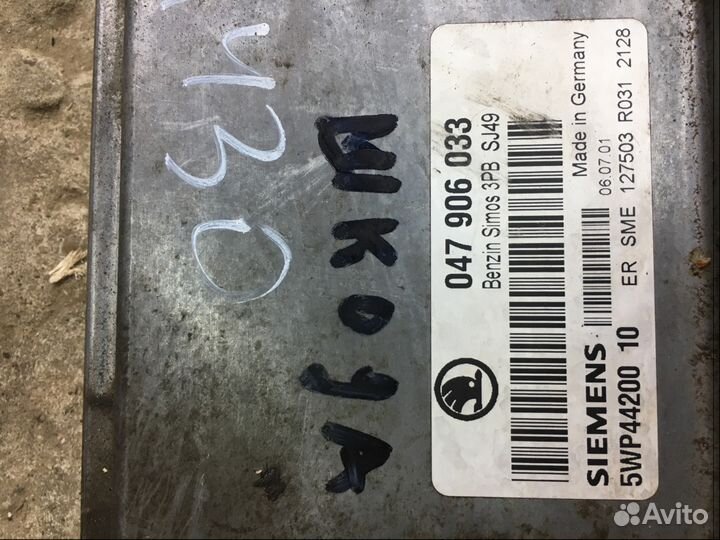 047 906 033
Benzin Simos 3PB SJ49
Made in Germany
06.07.01
SIEMENS
5WP44200 10
ER SME 127503 R031 2128
шкода
430
Avito